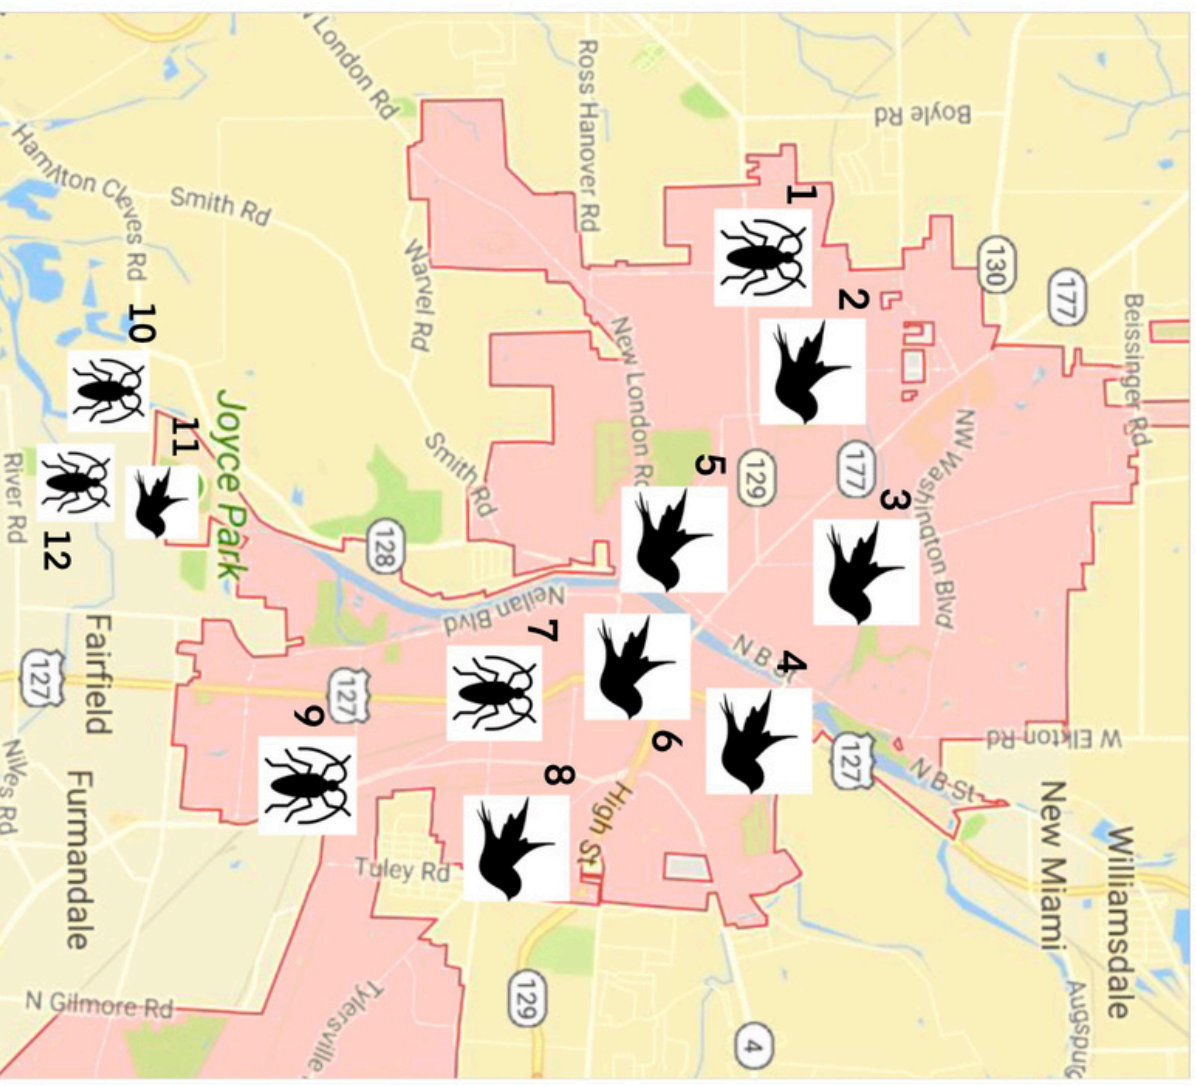 London Rd
Ross Hanover Rd
Boyle Rd
Hamilton Cleves Rd
Smith Rd
1
130
177
Beissinger Rd
2
Warvel Rd
10
New London Rd
Joyce Park
11
Smith Rd
5
129
177
NW Washington Blvd
3
River Rd
12
128
Neilan Blvd
7
N B St
4
Fairfield
127
127
9
6
127
W Elkton Rd
N B St
8
High St
New Miami
Williamsdale
Niles Rd
Furmandale
Tuley Rd
N Gilmore Rd
Tylersville
129
4
Augspu